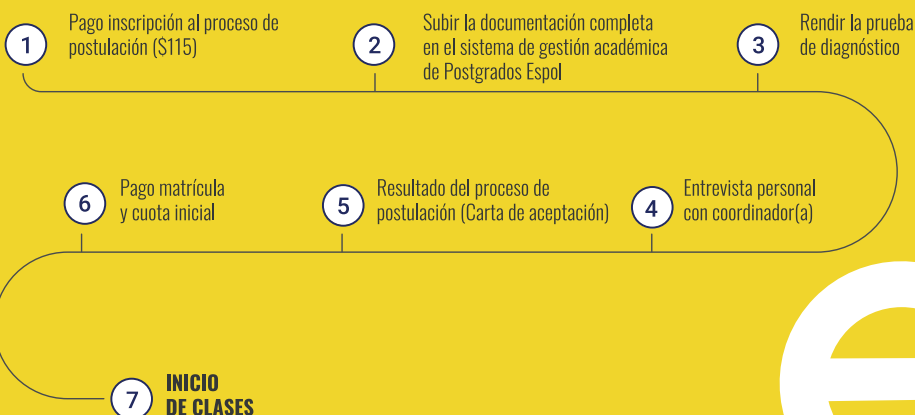 1
Pago inscripción al proceso de
postulación ($115)
2
Subir la documentación completa
en el sistema de gestión académica
de Postgrados Espol
3
Rendir la prueba
de diagnóstico
4
Entrevista personal
con coordinador(a)
5
Resultado del proceso de
postulación (Carta de aceptación)
6
Pago matrícula
y cuota inicial
7
INICIO
DE CLASES
e